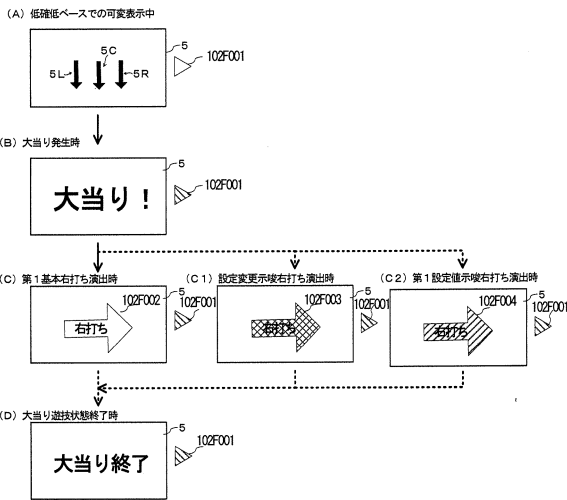 (A) 低確低ベースでの可変表示中
5
102F001
5C
5L
5R
(B) 大当り発生時
5
102F001
大当り！
(C) 第1基本右打ち演出時
(C1) 設定変更示唆右打ち演出時
(C2) 第1設定値示唆右打ち演出時
5
102F002
102F001
右打ち
5
102F003
102F001
右打ち
5
102F004
102F001
右打ち
(D) 大当り遊技状態終了時
5
102F001
大当り終了